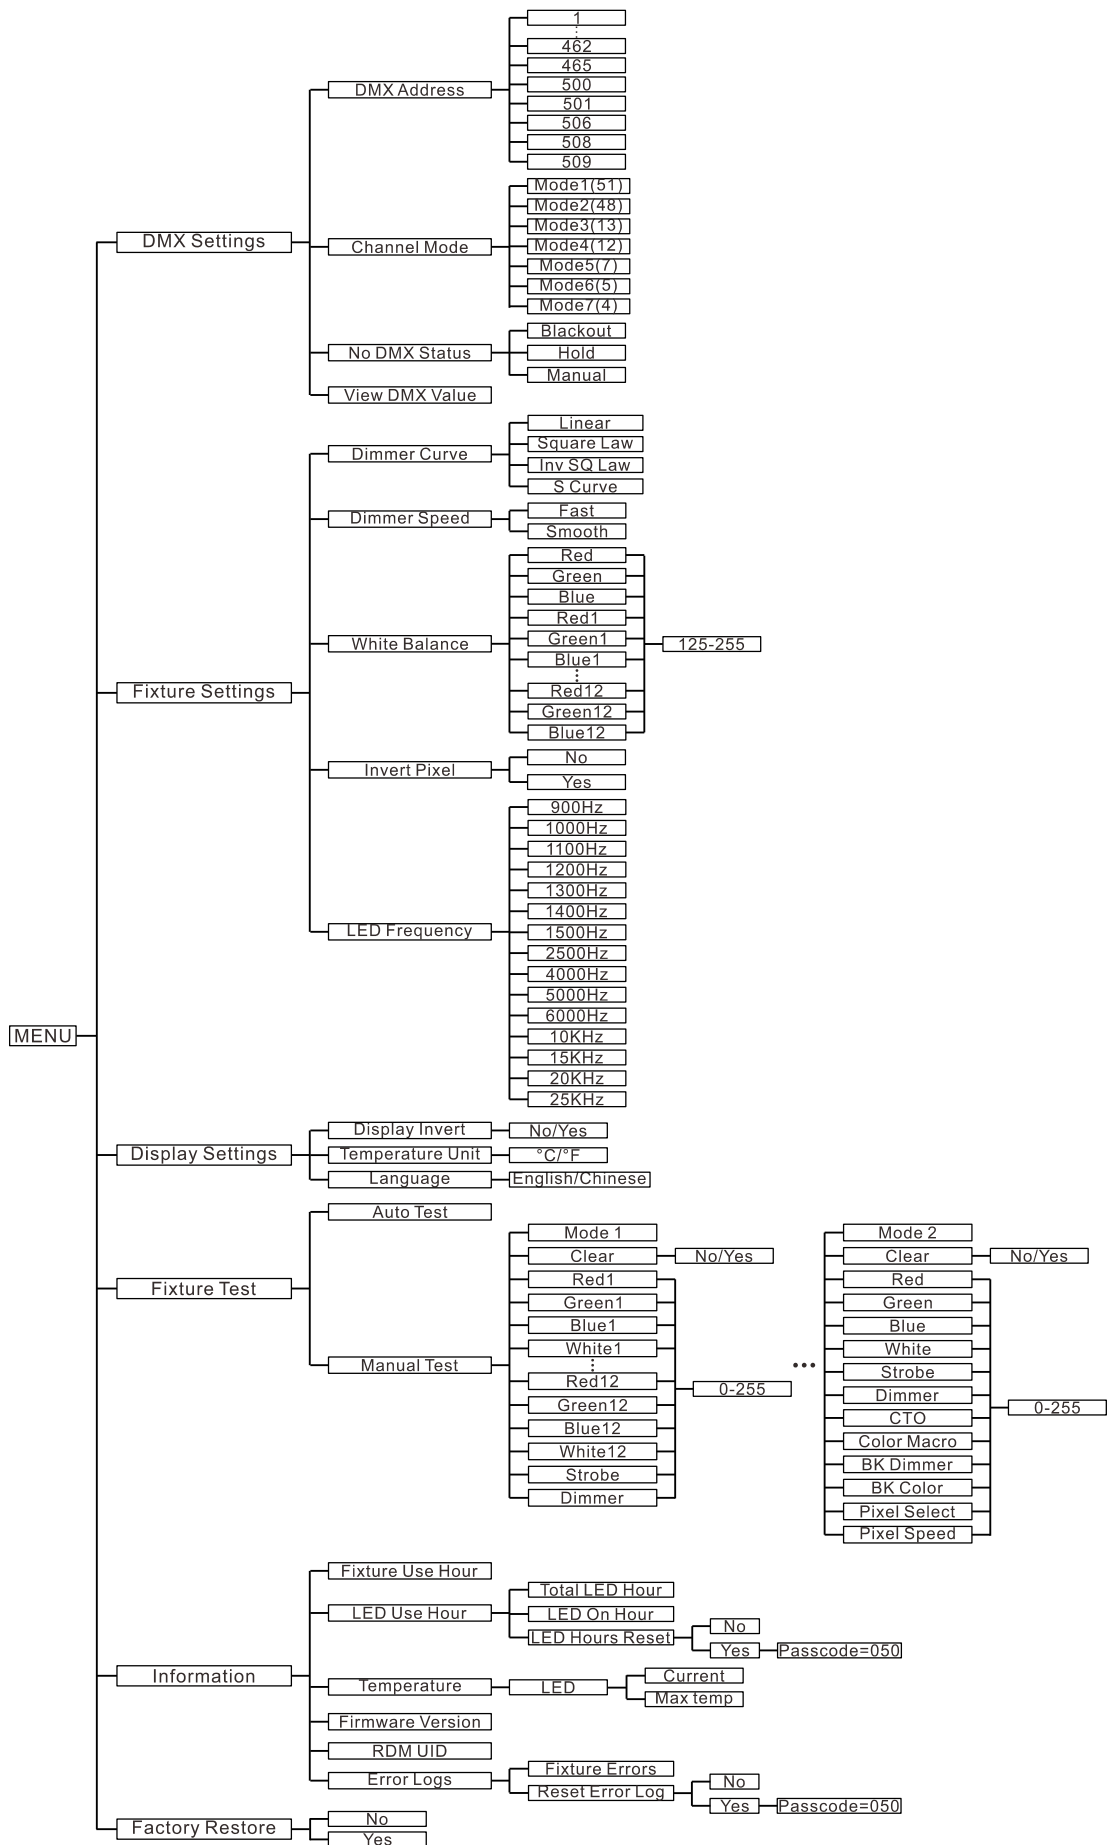 MENU
DMX Settings
DMX Address
1
462
465
500
501
506
508
509
Channel Mode
Mode1(51)
Mode2(48)
Mode3(13)
Mode4(12)
Mode5(7)
Mode6(5)
Mode7(4)
No DMX Status
Blackout
Hold
Manual
View DMX Value
Fixture Settings
Dimmer Curve
Linear
Square Law
Inv SQ Law
S Curve
Dimmer Speed
Fast
Smooth
White Balance
Red
Green
Blue
Red1
Green1
Blue1
Red12
Green12
Blue12
125-255
Invert Pixel
No
Yes
LED Frequency
900Hz
1000Hz
1100Hz
1200Hz
1300Hz
1400Hz
1500Hz
2500Hz
4000Hz
5000Hz
6000Hz
10KHz
15KHz
20KHz
25KHz
Display Settings
Display Invert
No/Yes
Temperature Unit
°C/°F
Language
English/Chinese
Fixture Test
Auto Test
Manual Test
Mode 1
Clear
No/Yes
Red1
Green1
Blue1
White1
Red12
Green12
Blue12
White12
Strobe
Dimmer
0-255
...
Mode 2
Clear
No/Yes
Red
Green
Blue
White
Strobe
Dimmer
CTO
Color Macro
BK Dimmer
BK Color
Pixel Select
Pixel Speed
0-255
Information
Fixture Use Hour
LED Use Hour
Total LED Hour
LED On Hour
LED Hours Reset
No
Yes
Passcode=050
Temperature
LED
Current
Max temp
Firmware Version
RDM UID
Error Logs
Fixture Errors
Reset Error Log
No
Yes
Passcode=050
Factory Restore
No
Yes